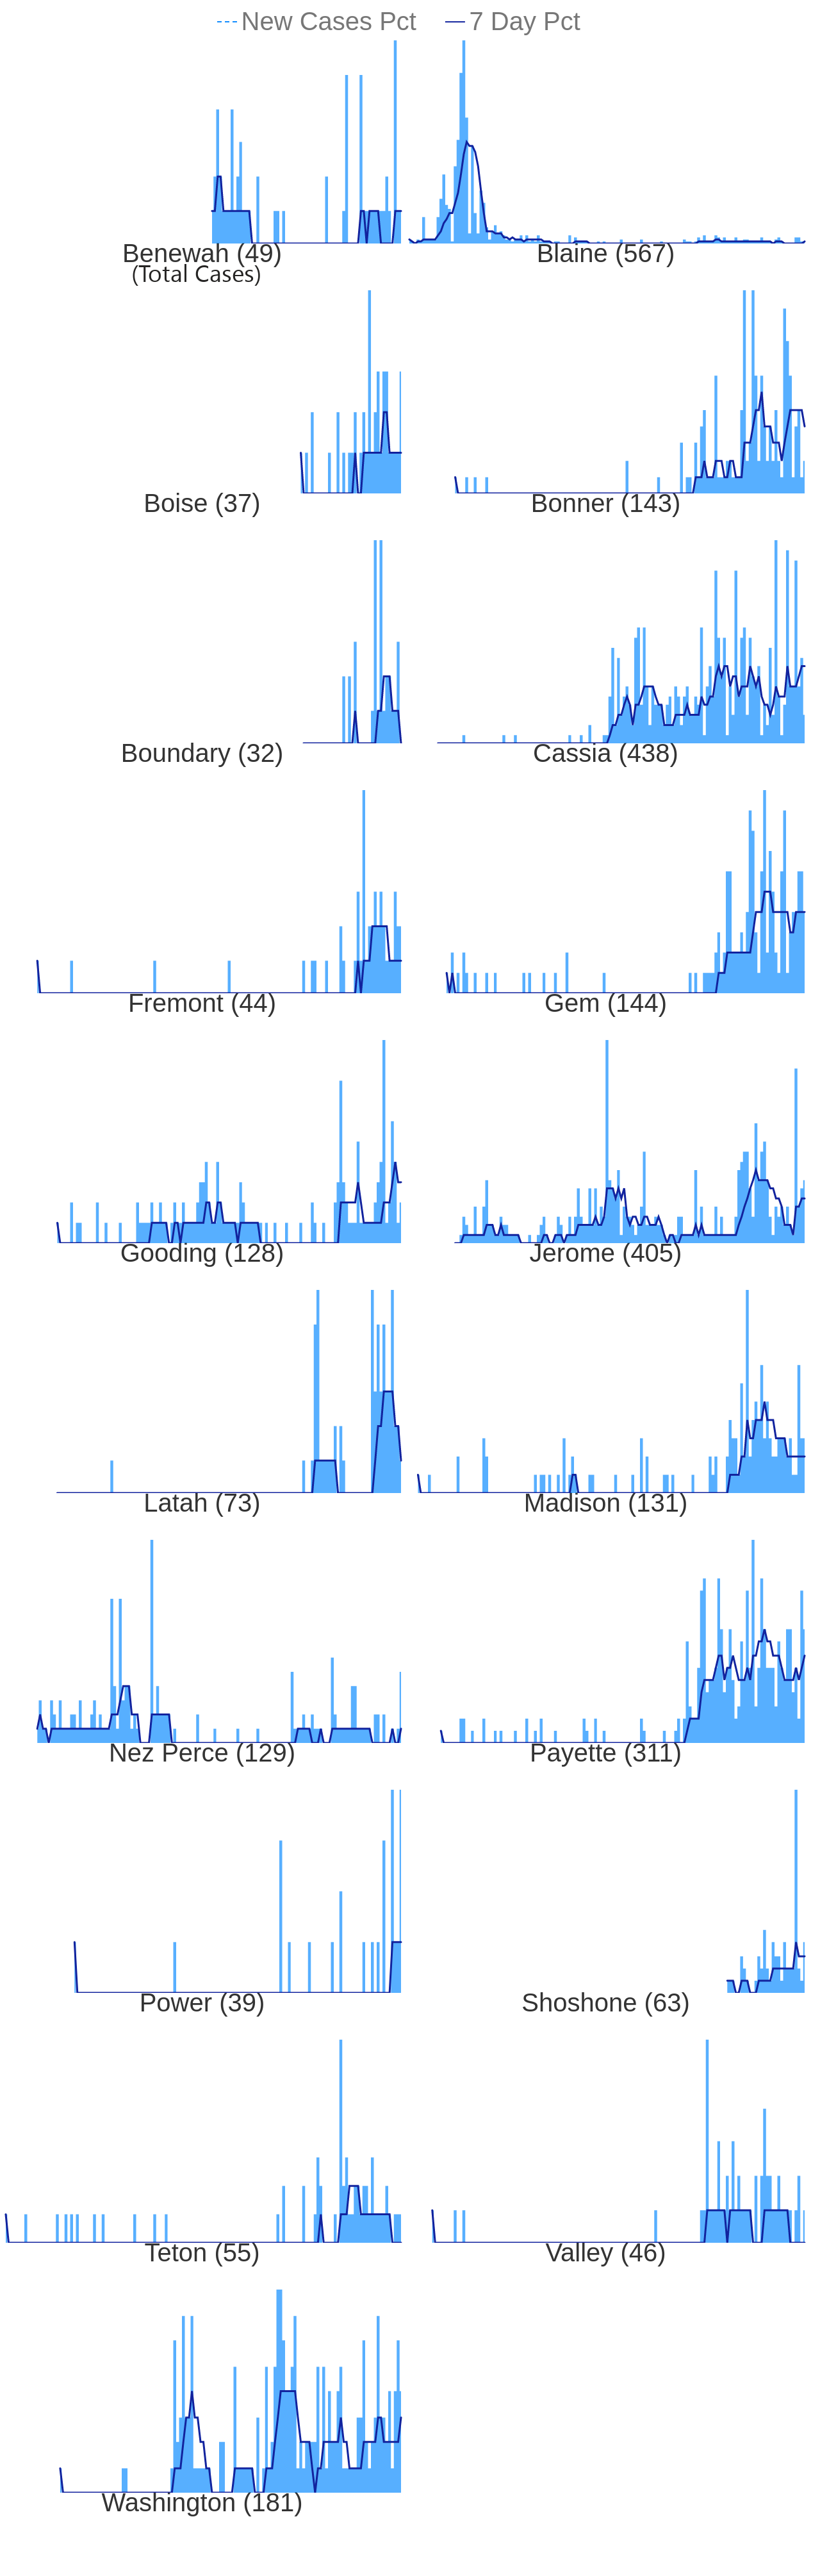 New Cases Pct 7 Day Pct
Benewah (49) Blaine (567)
(Total Cases)
Boise (37) Bonner (143)
Boundary (32) Cassia (438)
Fremont (44) Gem (144)
Gooding (128) Jerome (405)
Latah (73) Madison (131)
Nez Perce (129) Payette (311)
Power (39) Shoshone (63)
Teton (55) Valley (46)
Washington (181)